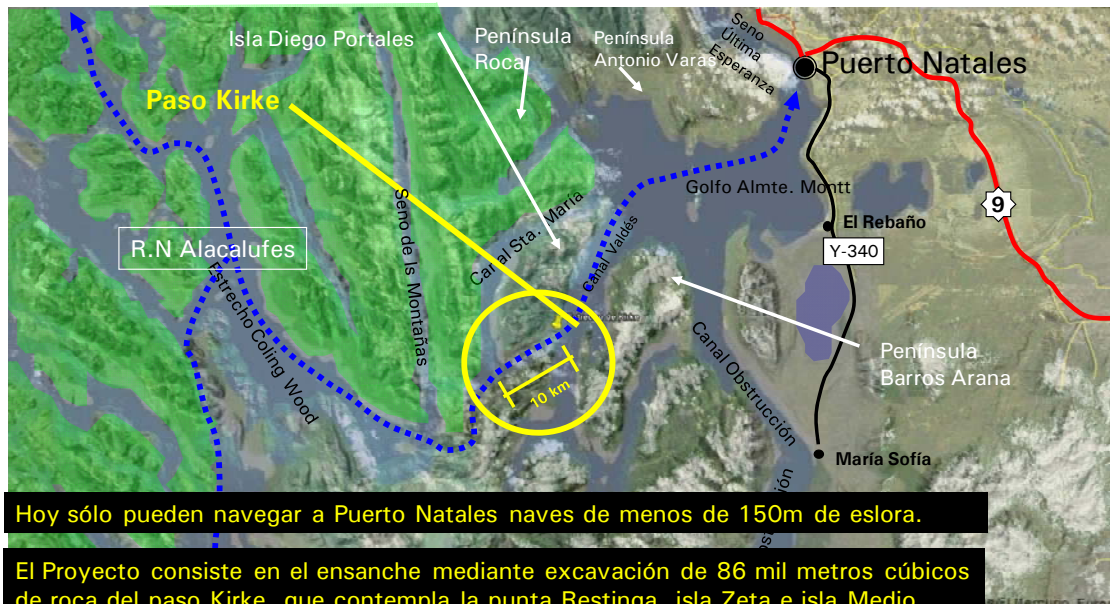 Isla Diego Portales
Península
Roca
Península
Antonio Varas
Seno
Última
Esperanza
Puerto Natales
Paso Kirke
Golfo Almte. Montt
El Rebaño
9
Y-340
R.N Alacalufes
Seno de ls Montañas
Canal Sta. María
Canal Valdés
Estrecho Coling Wood
10 km
Canal Obstrucción
Península
Barros Arana
María Sofía
Hoy sólo pueden navegar a Puerto Natales naves de menos de 150m de eslora.
El Proyecto consiste en el ensanche mediante excavación de 86 mil metros cúbicos
de roca del paso Kirke, que contempla la punta Restinga, isla Zeta e isla Medio